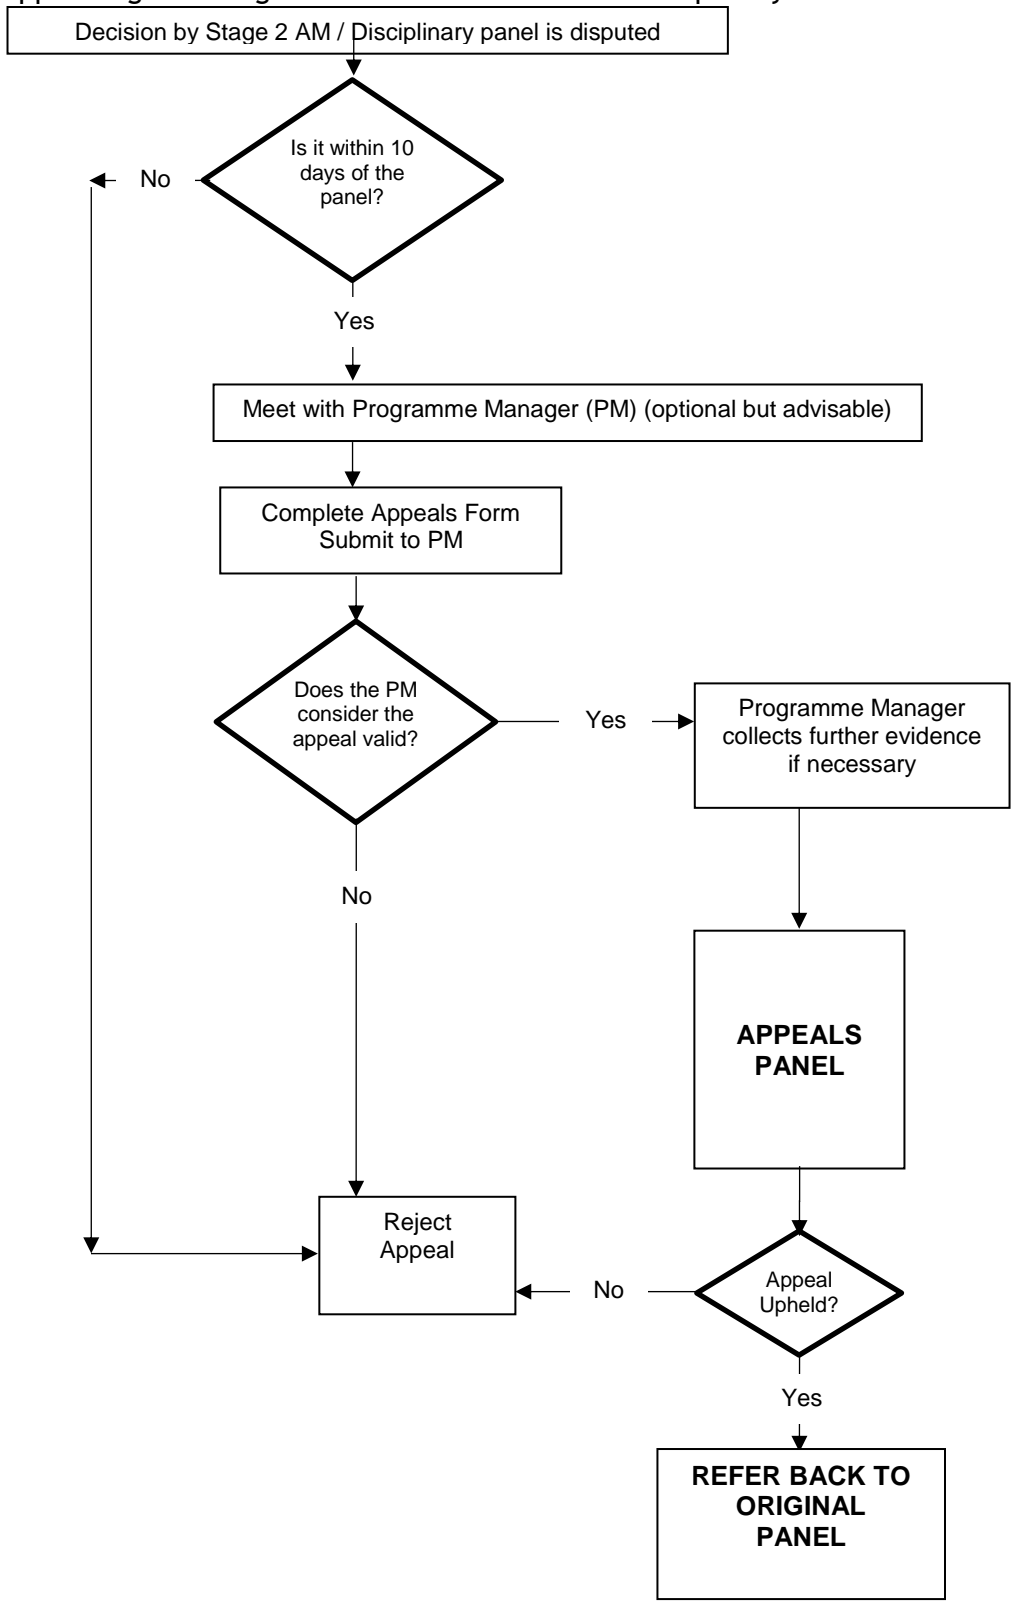 Decision by Stage 2 AM / Disciplinary panel is disputed
Is it within 10
days of the
panel?
No
Yes
Meet with Programme Manager (PM) (optional but advisable)
Complete Appeals Form
Submit to PM
Does the PM
consider the
appeal valid?
Yes
Programme Manager
collects further evidence
if necessary
No
APPEALS
PANEL
Reject
Appeal
Appeal
Upheld?
No
Yes
REFER BACK TO
ORIGINAL
PANEL